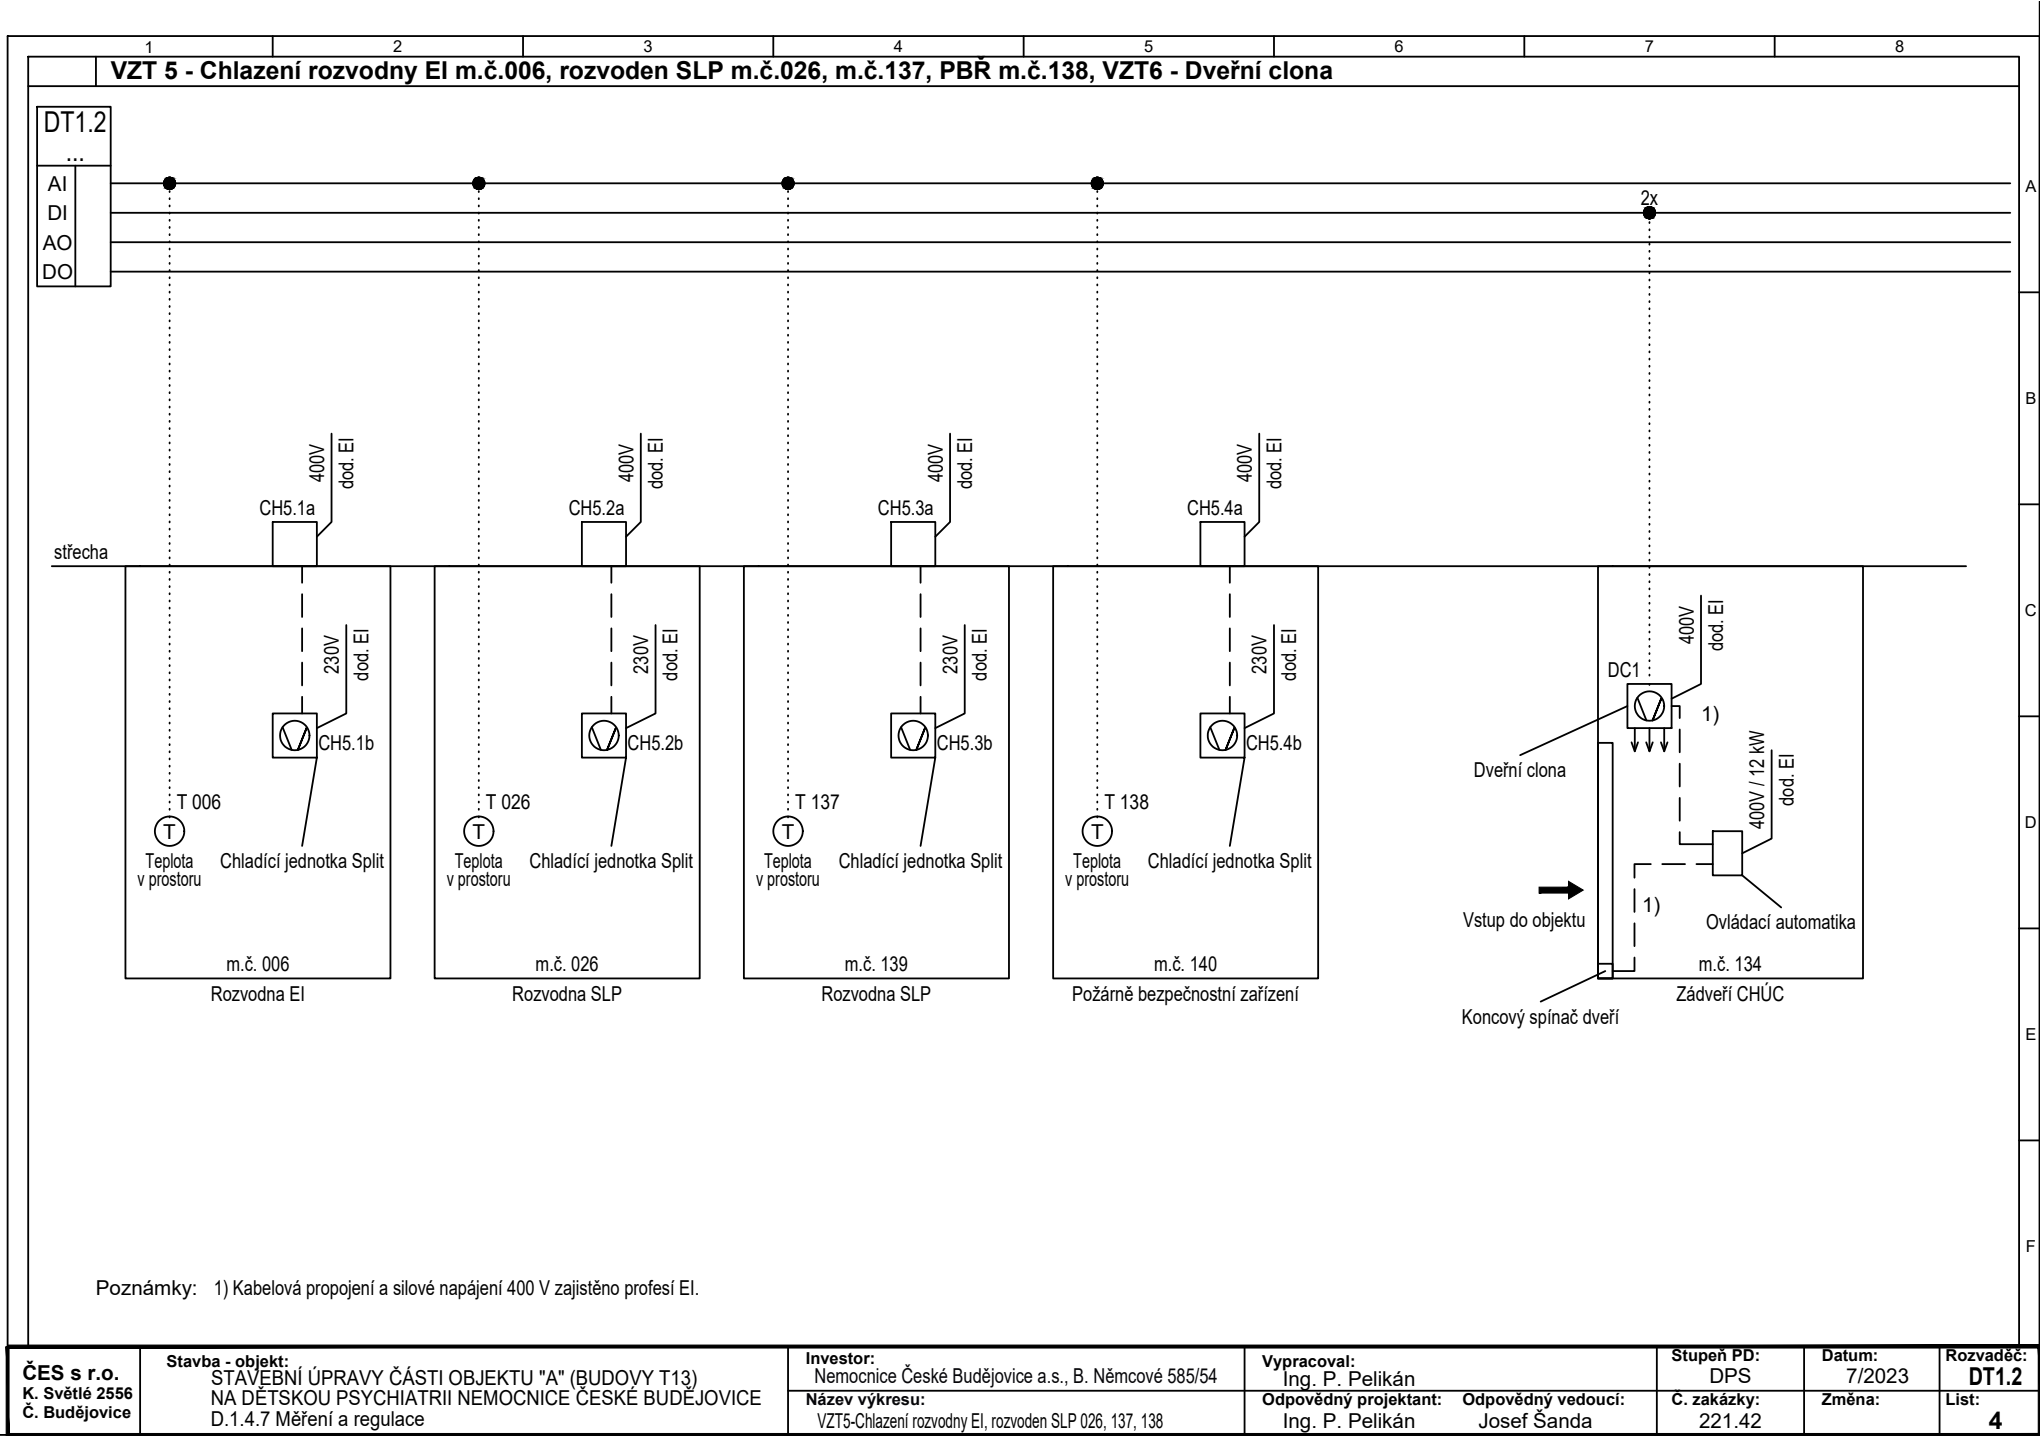 1 2 3 4 5 6 7 8
VZT 5 - Chlazení rozvodny El m.č.006, rozvoden SLP m.č.026, m.č.137, PBŘ m.č.138, VZT6 - Dveřní clona
DT1.2
...
AI
DI
AO
DO
2x
A
B
C
D
E
F
400V
dod. El
400V
dod. El
400V
dod. El
400V
dod. El
CH5.1a
CH5.2a
CH5.3a
CH5.4a
střecha
230V
dod. El
230V
dod. El
230V
dod. El
230V
dod. El
400V
dod. El
DC1
1)
CH5.1b
CH5.2b
CH5.3b
CH5.4b
Dveřní clona
400V / 12 kW
dod. El
T 006
T 026
T 137
T 138
T
T
T
T
Teplota
v prostoru
Chladící jednotka Split
Teplota
v prostoru
Chladící jednotka Split
Teplota
v prostoru
Chladící jednotka Split
Teplota
v prostoru
Chladící jednotka Split
1)
Vstup do objektu
Ovládací automatika
m.č. 006
m.č. 026
m.č. 139
m.č. 140
m.č. 134
Rozvodna El
Rozvodna SLP
Rozvodna SLP
Požárně bezpečnostní zařízení
Zádveří CHÚC
Koncový spínač dveří
Poznámky: 1) Kabelová propojení a silové napájení 400 V zajistěno profesí El.
ČES s r.o.
K. Světlé 2556
Č. Budějovice
Stavba - objekt:
STAVEBNÍ ÚPRAVY ČÁSTI OBJEKTU "A" (BUDOVY T13)
NA DĚTSKOU PSYCHIATRII NEMOCNICE ČESKÉ BUDĚJOVICE
D.1.4.7 Měření a regulace
Investor:
Nemocnice České Budějovice a.s., B. Němcové 585/54
Název výkresu:
VZT5-Chlazení rozvodny El, rozvoden SLP 026, 137, 138
Vypracoval:
Ing. P. Pelikán
Odpovědný projektant:
Ing. P. Pelikán
Odpovědný vedoucí:
Josef Šanda
Stupeň PD:
DPS
Č. zakázky:
221.42
Datum:
7/2023
Změna:
Rozvaděč:
DT1.2
List:
4